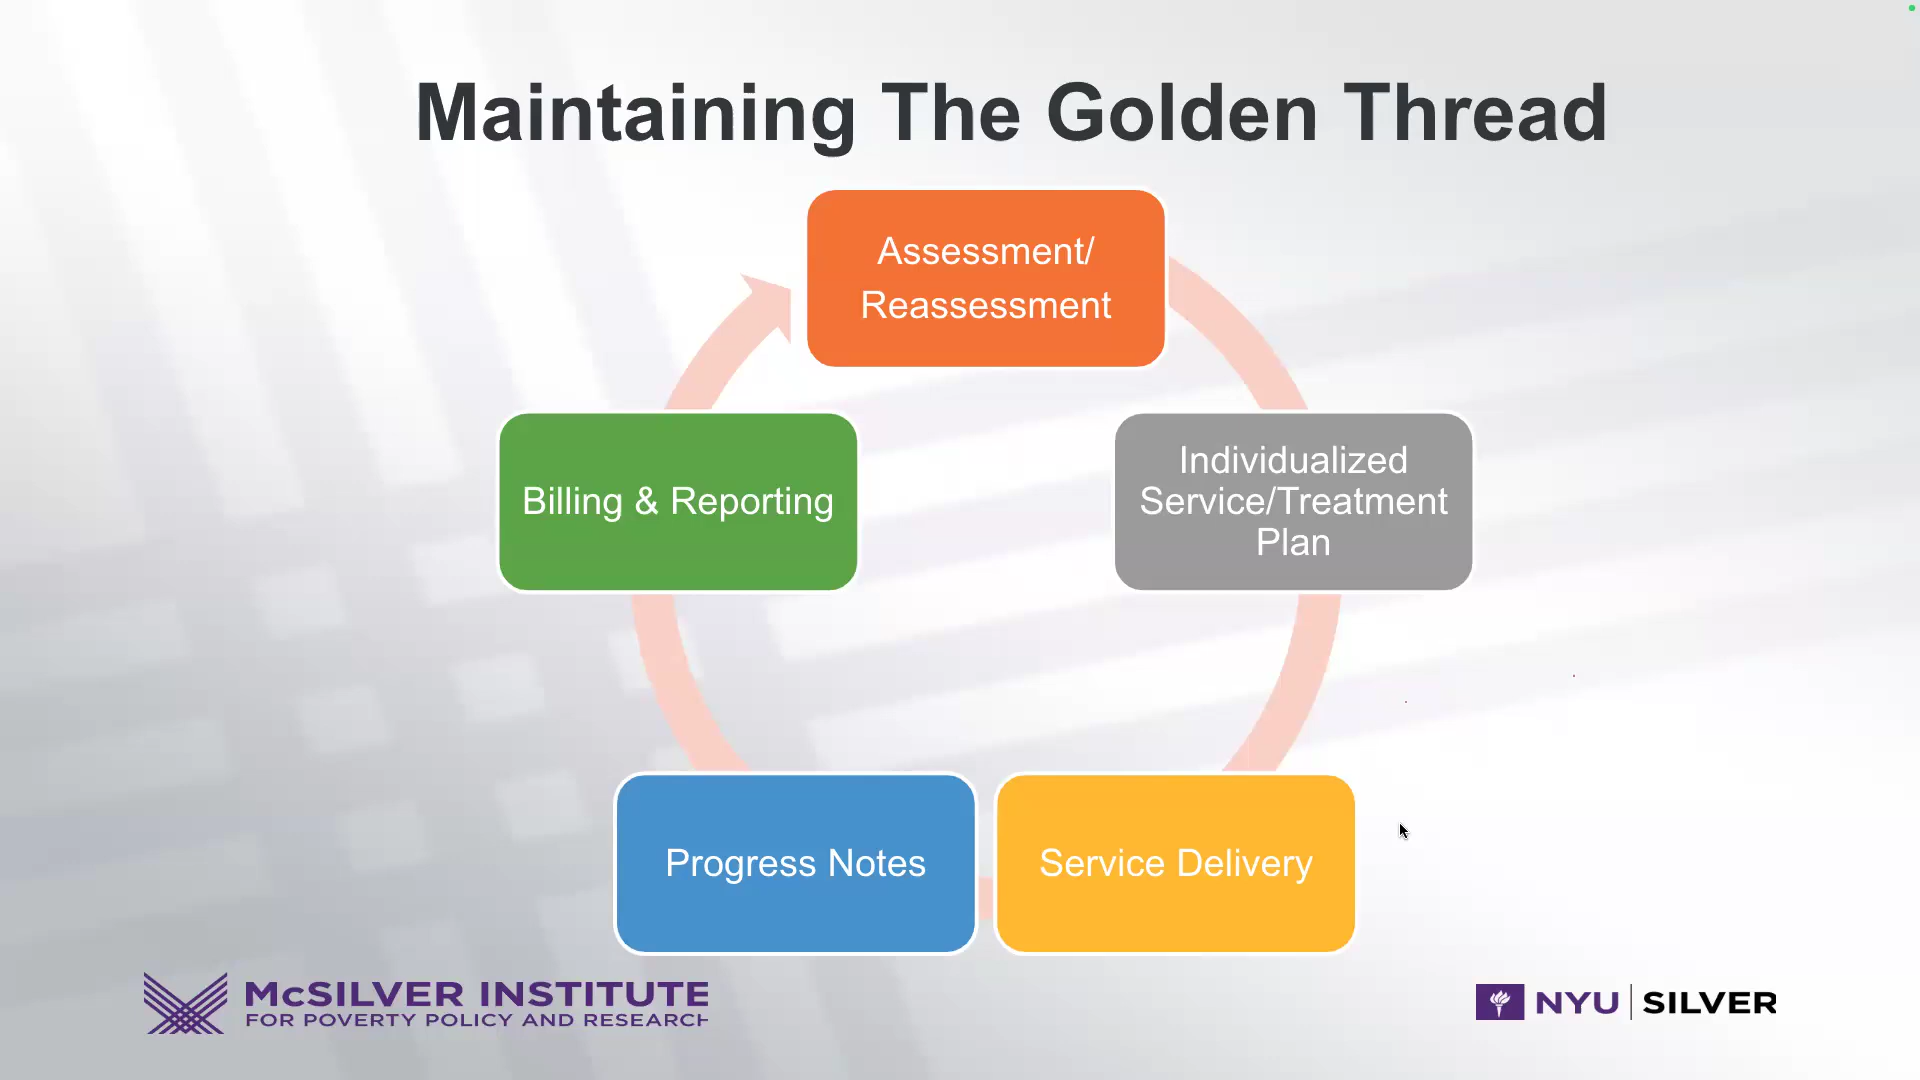 Maintaining The Golden Thread
Assessment/
Reassessment
Individualized
Service/Treatment
Plan
Service Delivery
Progress Notes
Billing & Reporting
McSILVER INSTITUTE
FOR POVERTY POLICY AND RESEARCH
NYU SILVER